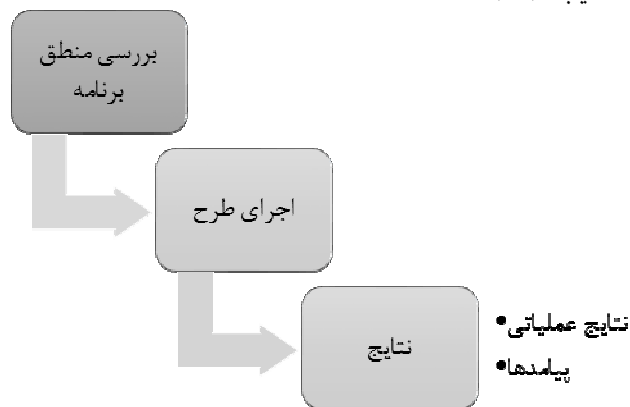 بررسی منطق
برنامه
اجرای طرح
نتایج
•نتایج عملیاتی
•پیامدها